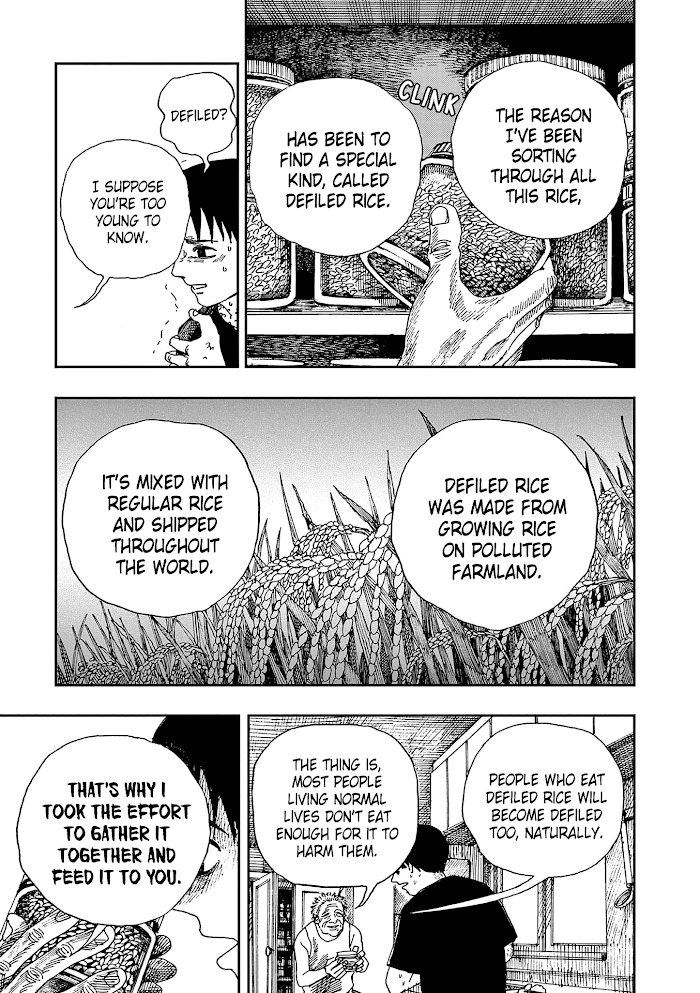 THE REASON
I'VE BEEN
SORTING
THROUGH ALL
THIS RICE,
CLINK
HAS BEEN TO
FIND A SPECIAL
KIND, CALLED
DEFILED RICE.
DEFILED?
I SUPPOSE
YOU'RE TOO
YOUNG TO
KNOW.
DEFILED RICE
WAS MADE FROM
GROWING RICE
ON POLLUTED
FARMLAND.
IT'S MIXED WITH
REGULAR RICE
AND SHIPPED
THROUGHOUT
THE WORLD.
PEOPLE WHO EAT
DEFILED RICE WILL
BECOME DEFILED
TOO, NATURALLY.
THE THING IS,
MOST PEOPLE
LIVING NORMAL
LIVES DON'T EAT
ENOUGH FOR IT TO
HARM THEM.
THAT'S WHY I
TOOK THE EFFORT
TO GATHER IT
TOGETHER AND
FEED IT TO YOU.